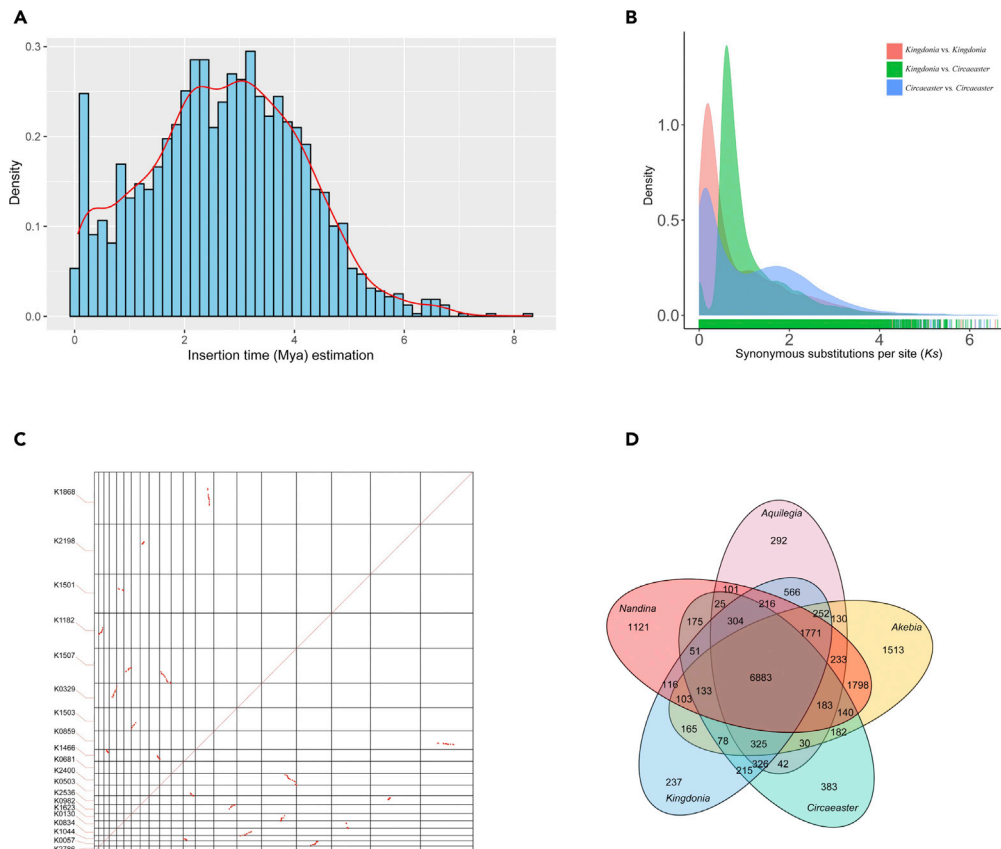 A
0.3
0.2
0.1
0.0
Density
0
2
4
6
8
Insertion time (Mya) estimation
B
Kingdonia vs. Kingdonia
Kingdonia vs. Circaeaster
Circaeaster vs. Circaeaster
1.0
0.5
0.0
Density
0
2
4
6
Synonymous substitutions per site (Ks)
C
K1868
K2198
K1501
K1182
K1507
K0329
K1503
K0859
K1466
K0681
K2400
K0503
K2536
K0982
K1623
K0130
K0834
K1044
K0057
K2786
D
Aquilegia
292
101
566
Nandina
25
216
252
130
Akebia
1121
175
304
1771
1513
51
233
6883
116
133
1798
103
183
140
165
182
78
325
30
326
42
215
237
383
Kingdonia
Circaeaster